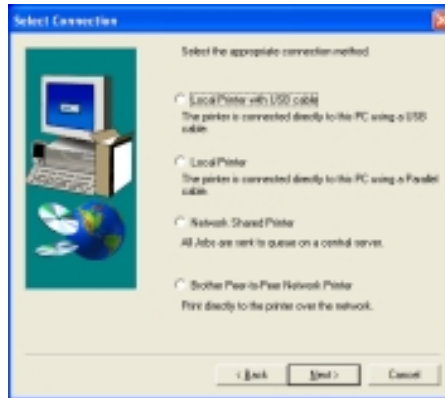 Select Connection
Select the appropriate connection method.
Local Printer with USB cable
The printer is connected directly to this PC using a USB
cable.
Local Printer
The printer is connected directly to this PC using a Parallel
cable.
Network Shared Printer
All Jobs are sent to queue on a central server.
Brother Peer-to-Peer Network Printer
Print directly to the printer over the network.
< Back Next > Cancel